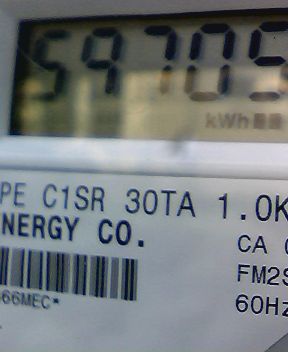 59705
kWh
PE C1SR 30TA 1.0K
NERGY CO.
CA
FM2S
66MEC*
60Hz